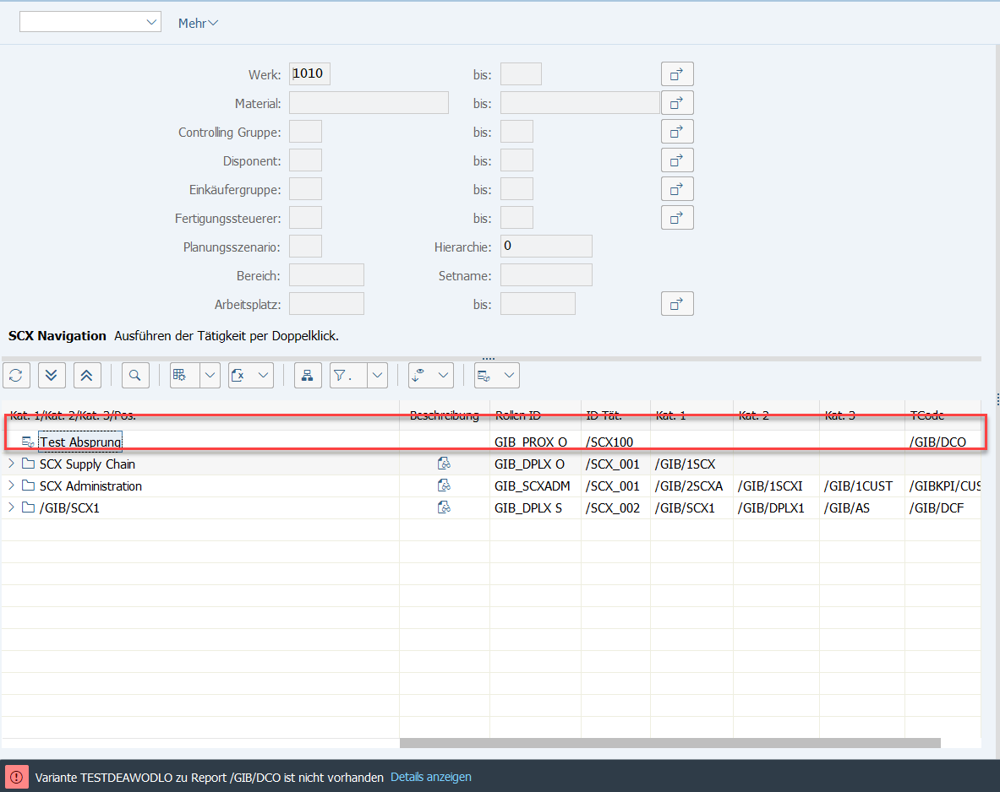 Mehr
Werk: 1010 bis:
Material: bis:
Controlling Gruppe: bis:
Disponent: bis:
Einkäufergruppe: bis:
Fertigungssteuerer: bis:
Planungsszenario: Hierarchie: 0
Bereich: Setname:
Arbeitsplatz: bis:
SCX Navigation Ausführen der Tätigkeit per Doppelklick.
Kat. 1/Kat. 2/Kat. 3/Pos. Beschreibung Rollen ID ID Tät. Kat. 1 Kat. 2 Kat. 3 TCode
Test Absprung GIB_PROX O /SCX100 /GIB/DCO
SCX Supply Chain GIB_DPLX O /SCX_001 /GIB/1SCX
SCX Administration GIB_SCXADM /SCX_001 /GIB/2SCXA /GIB/1SCXI /GIB/1CUST /GIBKPI/CUS
/GIB/SCX1 GIB_DPLX S /SCX_002 /GIB/SCX1 /GIB/DPLX1 /GIB/AS /GIB/DCF
Variante TESTDEAWODLO zu Report /GIB/DCO ist nicht vorhanden Details anzeigen